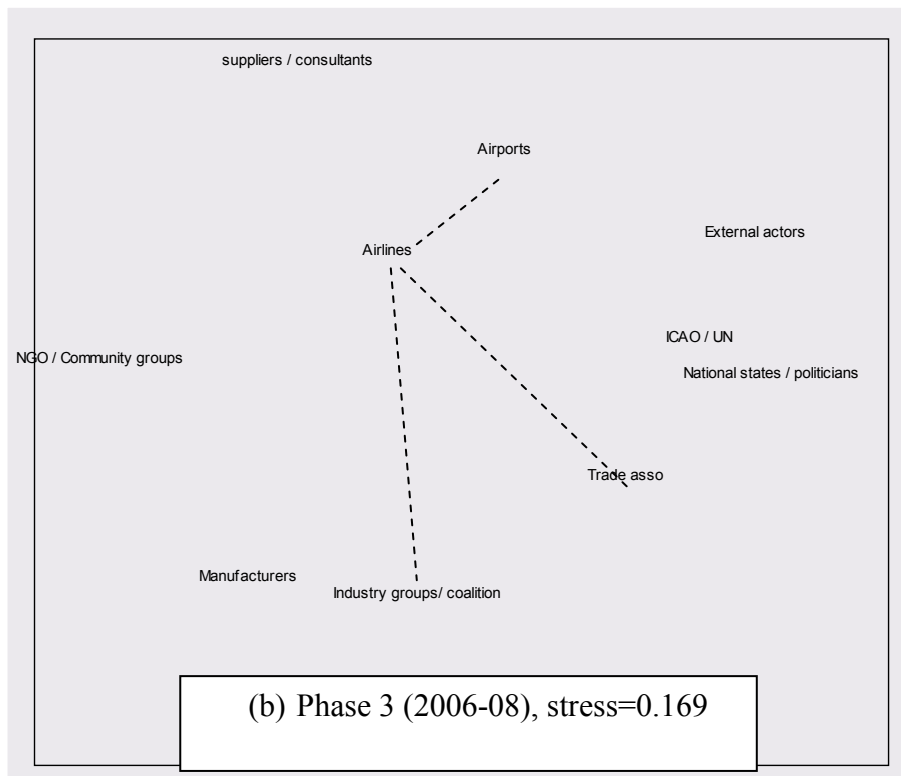 suppliers / consultants
Airports
External actors
Airlines
ICAO / UN
NGO / Community groups
National states / politicians
Trade asso
Manufacturers
Industry groups/ coalition
(b) Phase 3 (2006-08), stress=0.169